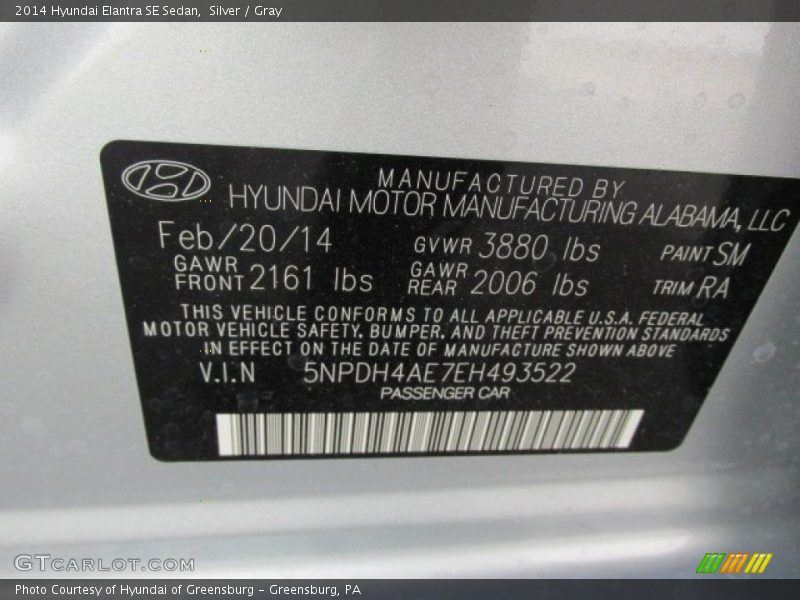 2014 Hyundai Elantra SE Sedan, Silver / Gray
MANUFACTURED BY
HYUNDAI MOTOR MANUFACTURING ALABAMA, LLC
Feb/20/14 GVWR 3880 lbs PAINT SM
GAWR FRONT 2161 lbs GAWR REAR 2006 lbs TRIM RA
THIS VEHICLE CONFORMS TO ALL APPLICABLE U.S.A. FEDERAL
MOTOR VEHICLE SAFETY, BUMPER, AND THEFT PREVENTION STANDARDS
IN EFFECT ON THE DATE OF MANUFACTURE SHOWN ABOVE
V.I.N 5NPDH4AE7EH493522
PASSENGER CAR
GTCARLOT.COM
Photo Courtesy of Hyundai of Greensburg - Greensburg, PA